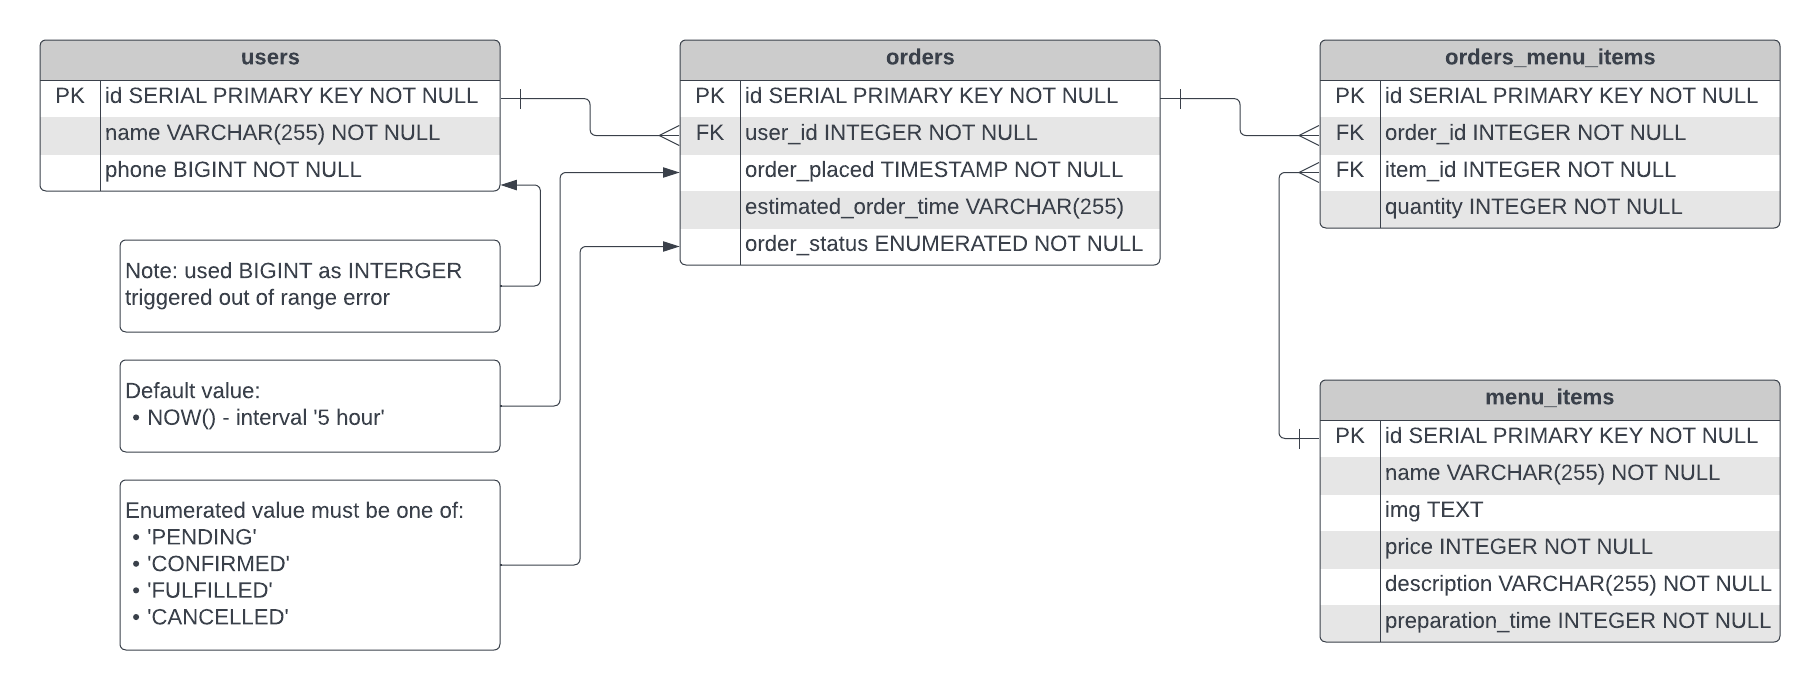 users
PK id SERIAL PRIMARY KEY NOT NULL
name VARCHAR(255) NOT NULL
phone BIGINT NOT NULL
Note: used BIGINT as INTERGER
triggered out of range error
Default value:
• NOW() - interval '5 hour'
Enumerated value must be one of:
• 'PENDING'
• 'CONFIRMED'
• 'FULFILLED'
• 'CANCELLED'
orders
PK id SERIAL PRIMARY KEY NOT NULL
FK user_id INTEGER NOT NULL
order_placed TIMESTAMP NOT NULL
estimated_order_time VARCHAR(255)
order_status ENUMERATED NOT NULL
orders_menu_items
PK id SERIAL PRIMARY KEY NOT NULL
FK order_id INTEGER NOT NULL
FK item_id INTEGER NOT NULL
quantity INTEGER NOT NULL
menu_items
PK id SERIAL PRIMARY KEY NOT NULL
name VARCHAR(255) NOT NULL
img TEXT
price INTEGER NOT NULL
description VARCHAR(255) NOT NULL
preparation_time INTEGER NOT NULL